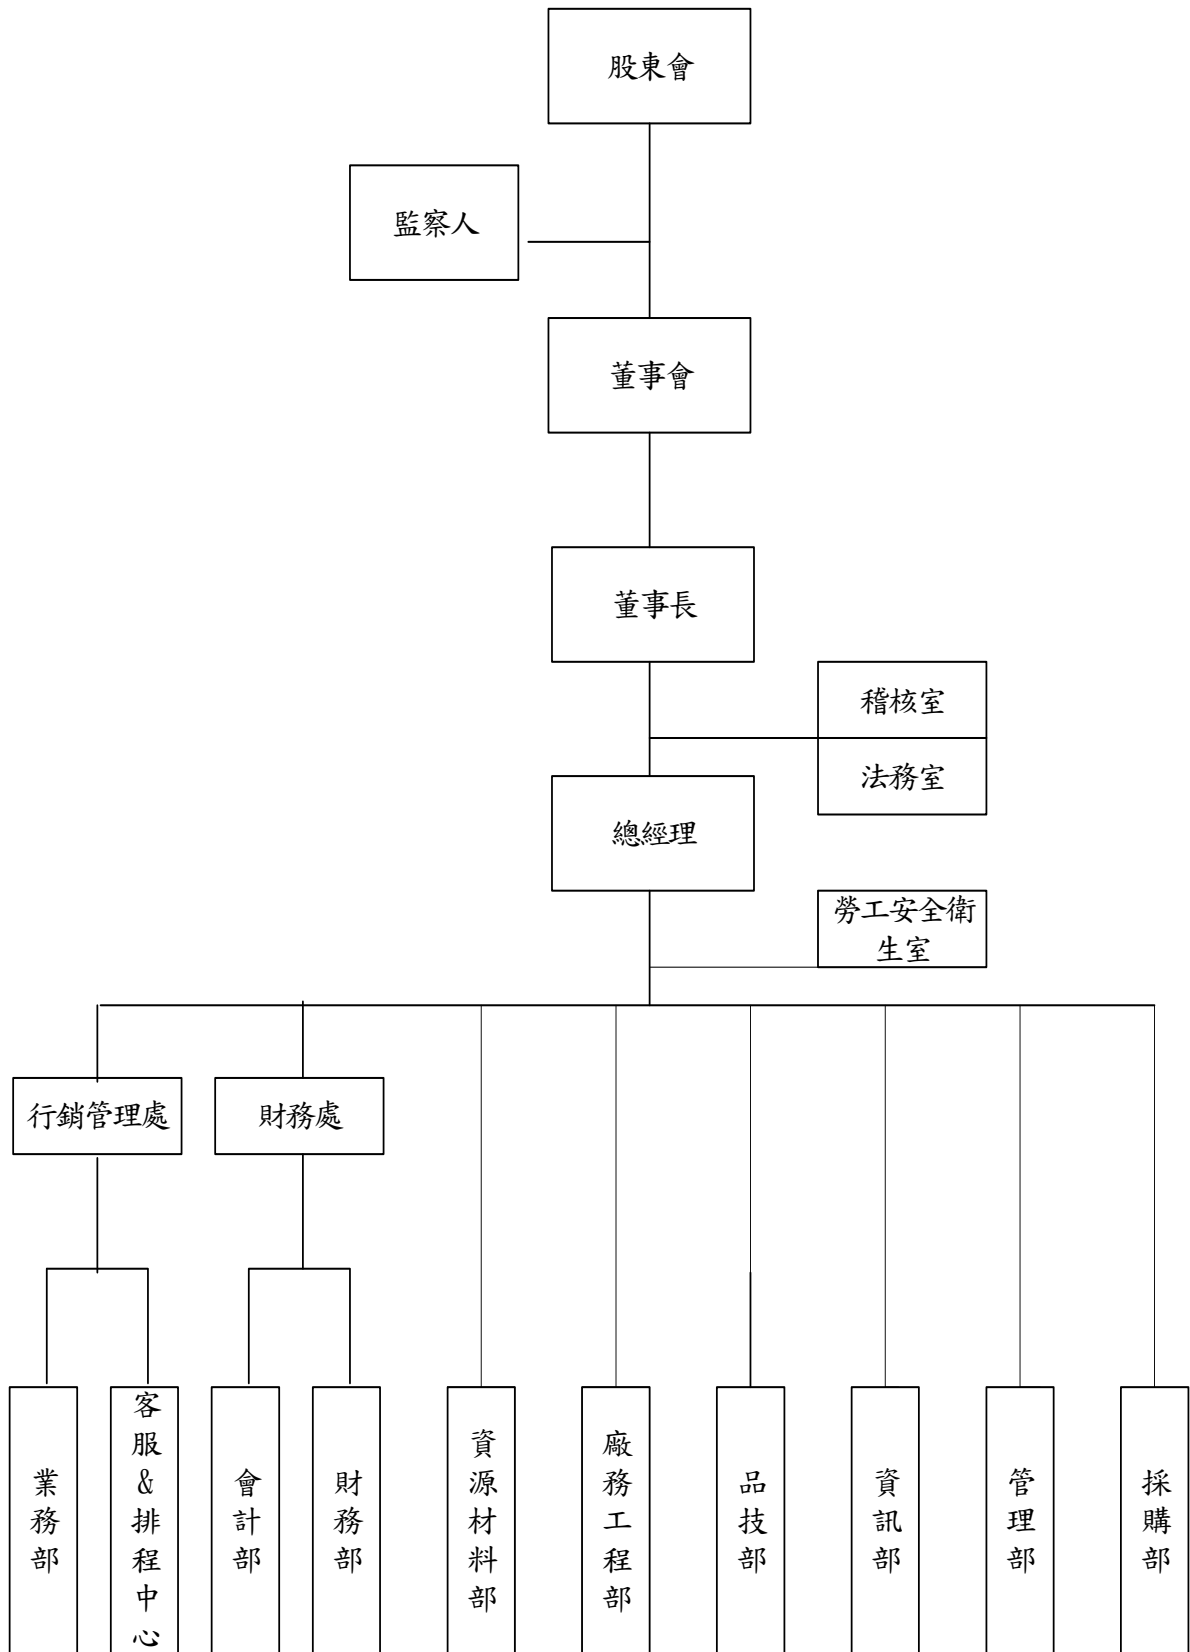 股東會
監察人
董事會
董事長
稽核室
法務室
總經理
勞工安全衛
生室
行銷管理處
財務處
業務部
客服&排程中心
會計部
財務部
資源材料部
廠務工程部
品技部
資訊部
管理部
採購部